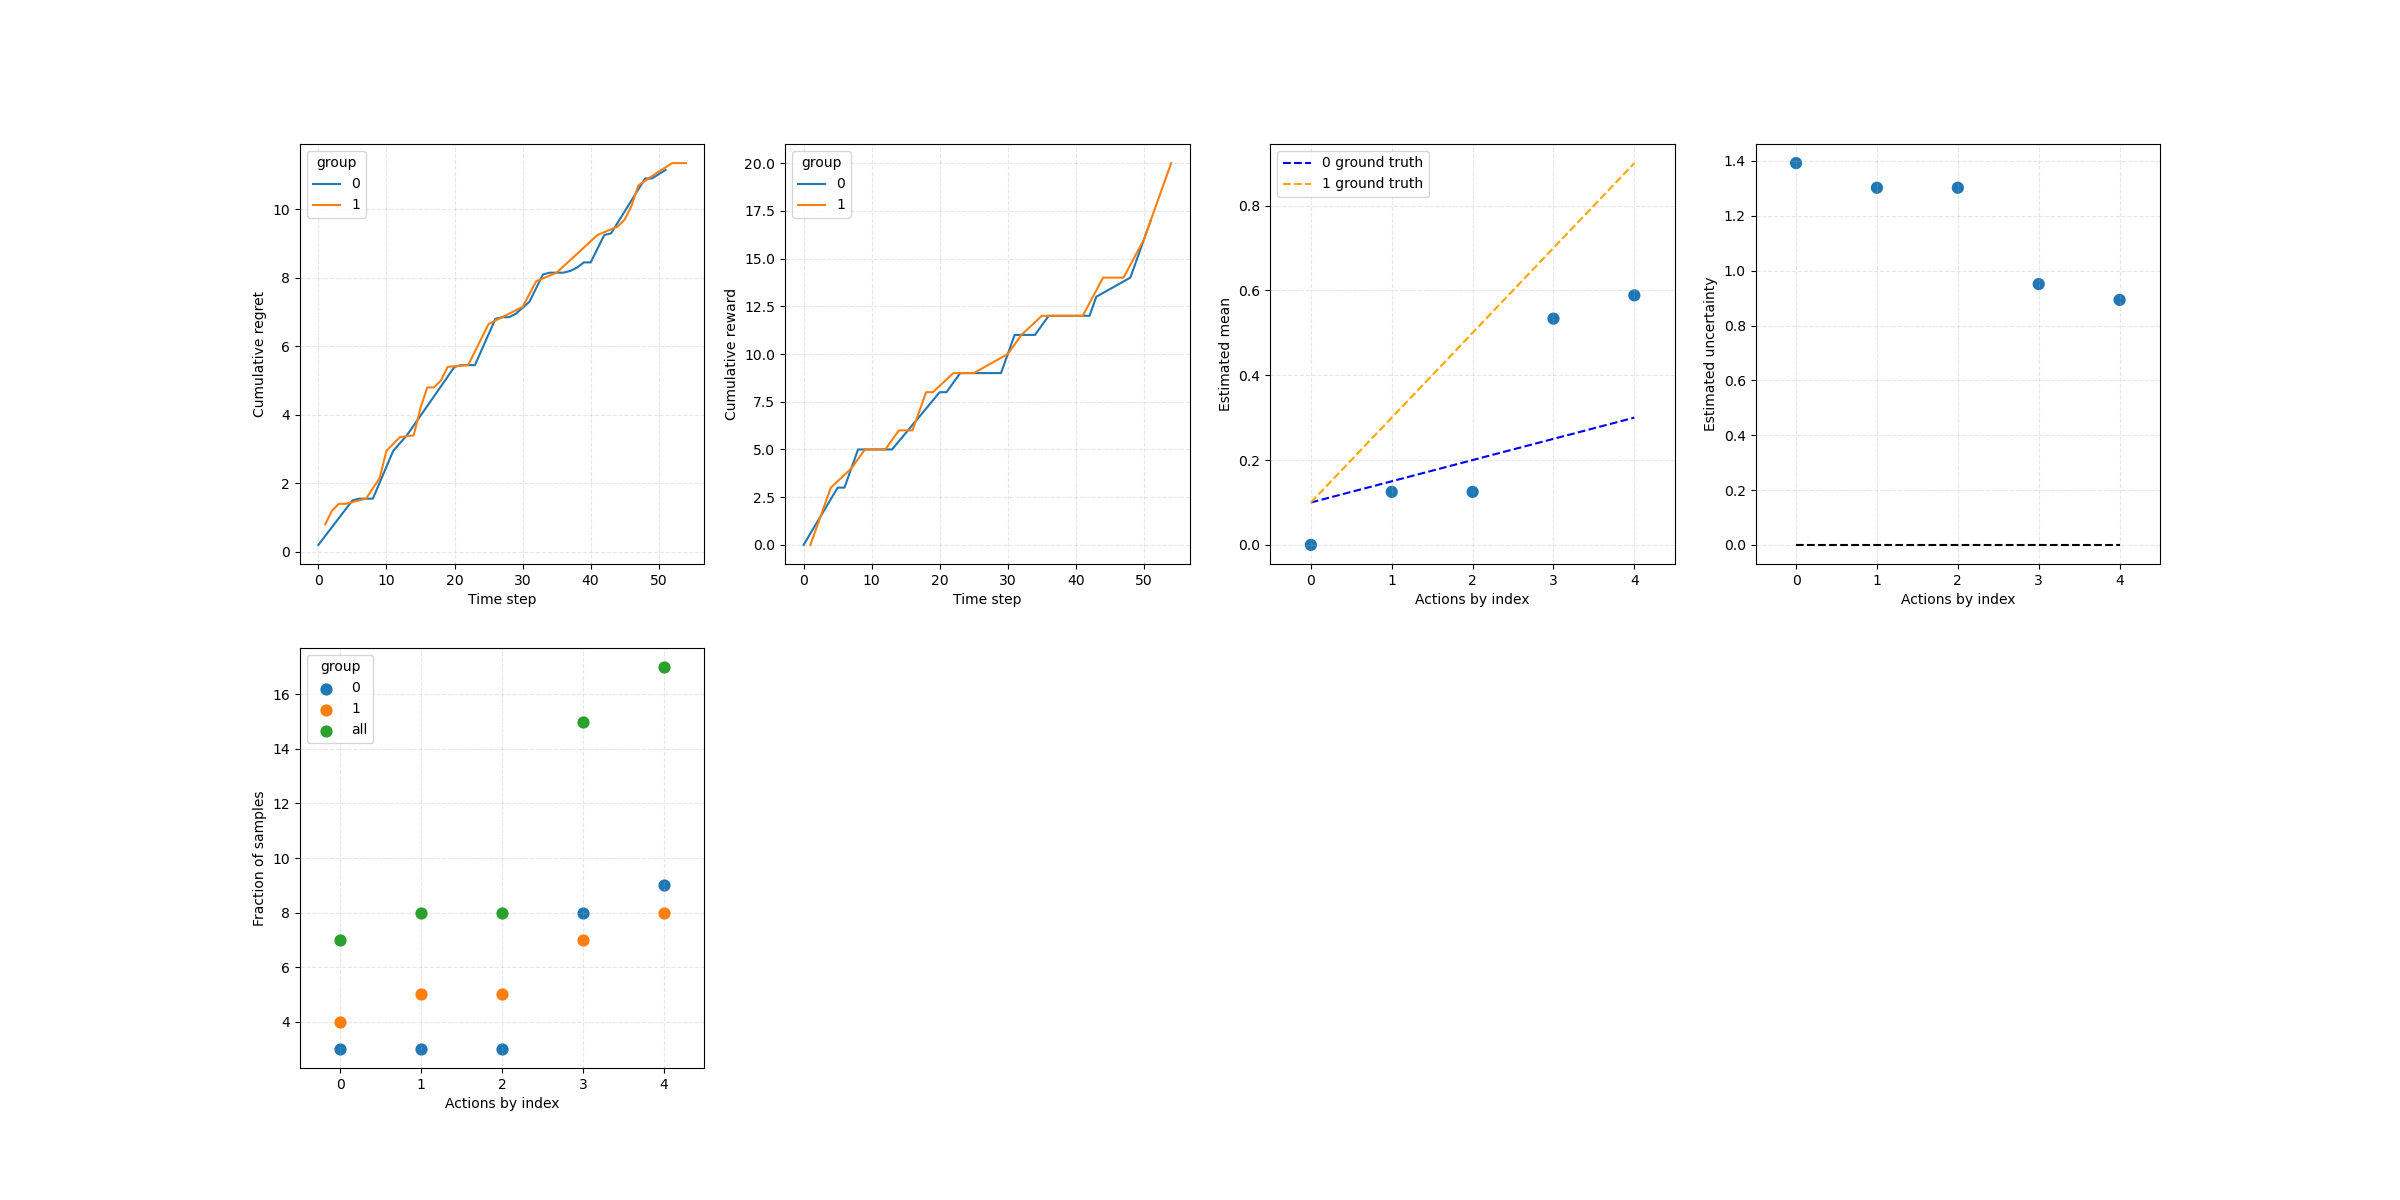 group
0
1
Cumulative regret
0
2
4
6
8
10
0 10 20 30 40 50
Time step
group
0
1
Cumulative reward
0.0
2.5
5.0
7.5
10.0
12.5
15.0
17.5
20.0
0 10 20 30 40 50
Time step
0 ground truth
1 ground truth
Estimated mean
0.0
0.2
0.4
0.6
0.8
0 1 2 3 4
Actions by index
Estimated uncertainty
0.0
0.2
0.4
0.6
0.8
1.0
1.2
1.4
0 1 2 3 4
Actions by index
group
0
1
all
Fraction of samples
4
6
8
10
12
14
16
0 1 2 3 4
Actions by index